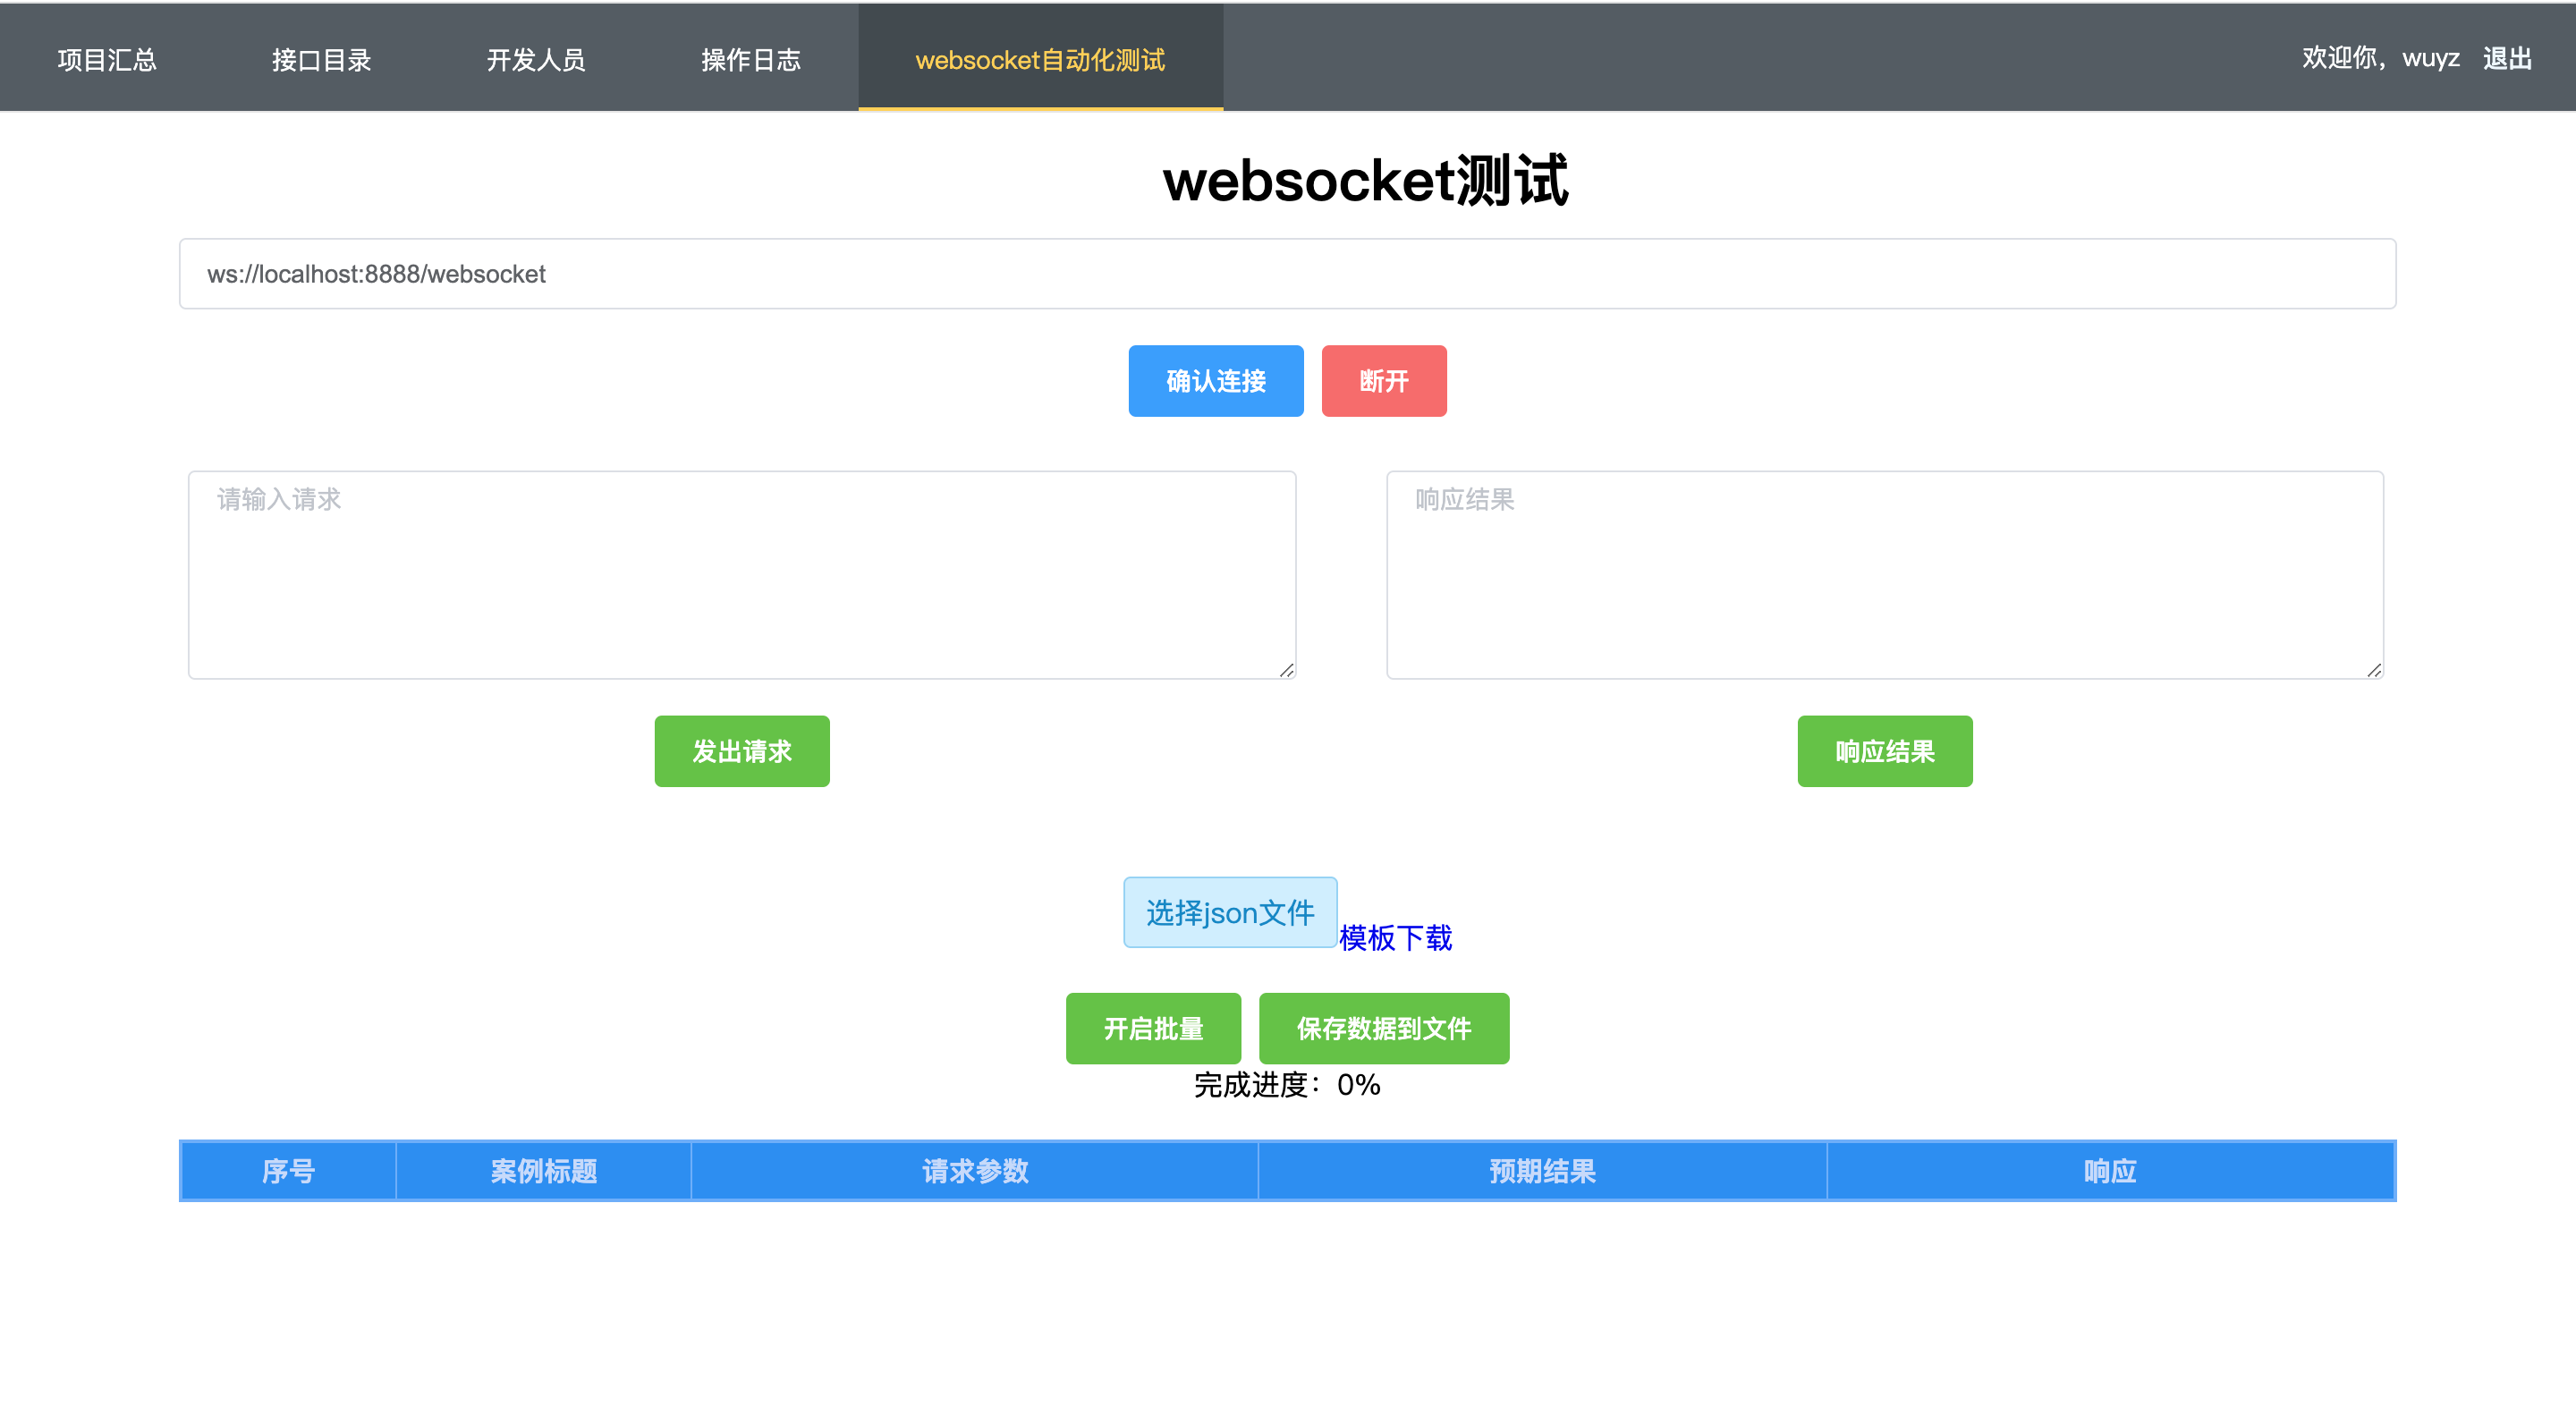 项目汇总 接口目录 开发人员 操作日志 websocket自动化测试 欢迎你，wuyz 退出
websocket测试
ws://localhost:8888/websocket
确认连接 断开
请输入请求 响应结果
发出请求 响应结果
选择json文件 模板下载
开启批量 保存数据到文件
完成进度：0%
序号 案例标题 请求参数 预期结果 响应